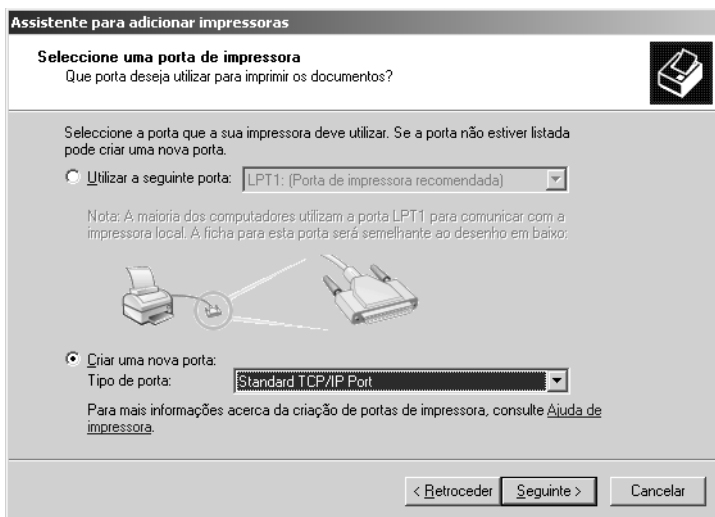 Assistente para adicionar impressoras
Seleccione uma porta de impressora
Que porta deseja utilizar para imprimir os documentos?
Seleccione a porta que a sua impressora deve utilizar. Se a porta não estiver listada
pode criar uma nova porta.
Utilizar a seguinte porta: LPT1: (Porta de impressora recomendada)
Nota: A maioria dos computadores utilizam a porta LPT1 para comunicar com a
impressora local. A ficha para esta porta será semelhante ao desenho em baixo:
Criar uma nova porta:
Tipo de porta: Standard TCP/IP Port
Para mais informações acerca da criação de portas de impressora, consulte Ajuda de
impressora.
< Retroceder Seguinte > Cancelar